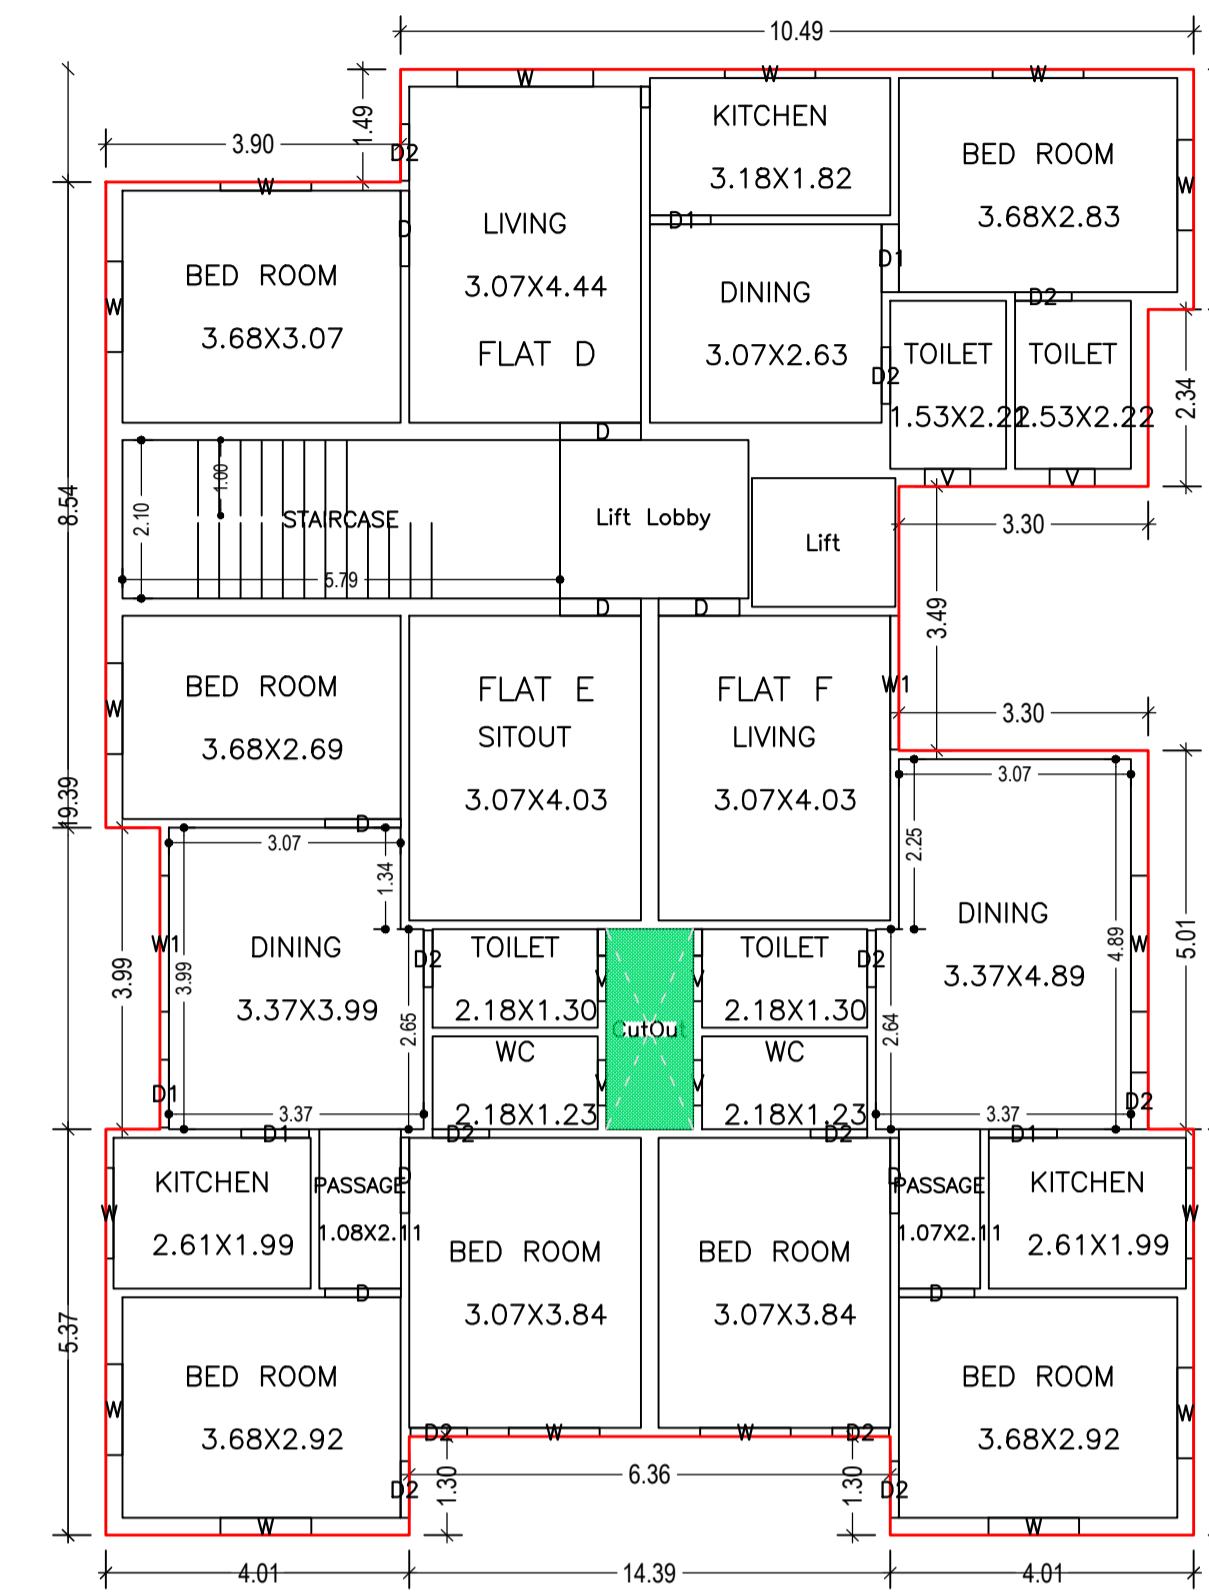 10.49
W
W
W
1.49
3.90
D2
KITCHEN
3.18X1.82
BED ROOM
3.68X2.83
W
W
D
D1
LIVING
3.07X4.44
FLAT D
BED ROOM
3.68X3.07
W
DINING
3.07X2.63
D1
D2
TOILET
1.53X2.22
TOILET
1.53X2.22
D2
2.34
D
V
V
8.54
2.10
1.00
STAIRCASE
5.79
Lift Lobby
Lift
3.30
3.49
D
D
BED ROOM
3.68X2.69
W
FLAT E
SITOUT
3.07X4.03
FLAT F
LIVING
3.07X4.03
W1
3.30
3.07
19.39
D
3.07
1.34
2.25
W1
3.99
3.99
DINING
3.37X3.99
D2
2.65
TOILET
2.18X1.30
V
CutOut
V
TOILET
2.18X1.30
D2
2.64
DINING
3.37X4.89
4.89
W
5.01
WC
2.18X1.23
V
V
WC
2.18X1.23
D1
3.37
3.37
D2
D1
D2
D2
D1
KITCHEN
2.61X1.99
W
PASSAGE
1.08X2.11
D
D
PASSAGE
1.07X2.11
KITCHEN
2.61X1.99
W
BED ROOM
3.07X3.84
BED ROOM
3.07X3.84
D
D
5.37
BED ROOM
3.68X2.92
W
BED ROOM
3.68X2.92
W
D2
W
W
D2
D2
1.30
6.36
1.30
D2
W
W
4.01
14.39
4.01